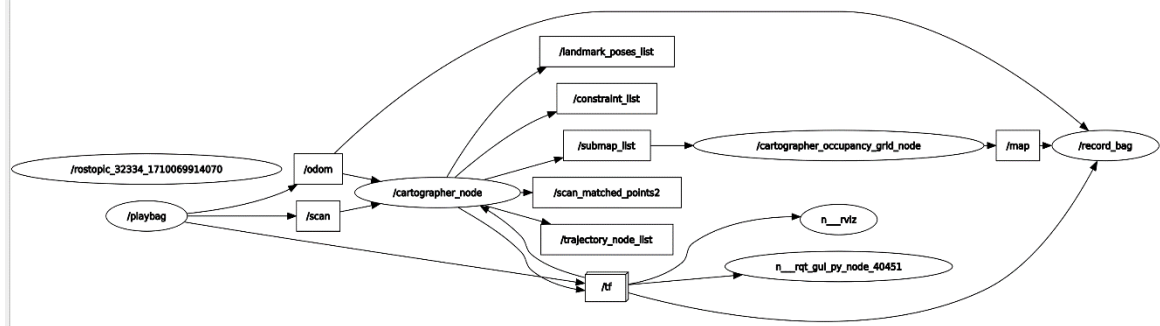 /landmark_poses_list
/constraint_list
/submap_list
/cartographer_occupancy_grid_node
/map
/record_bag
/rostopic_32334_1710069914070
/odom
/cartographer_node
/scan_matched_points2
/playbag
/scan
/trajectory_node_list
n__rviz
n__rqt_gui_py_node_40451
/tf